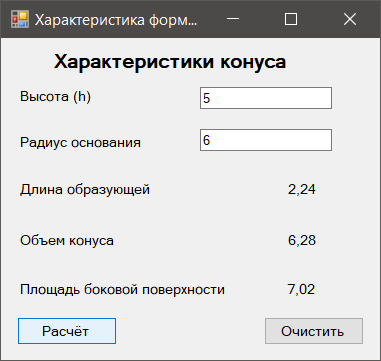 Характеристика форм...
Характеристики конуса
Высота (h) 5
Радиус основания 6
Длина образующей 2,24
Объем конуса 6,28
Площадь боковой поверхности 7,02
Расчёт Очистить